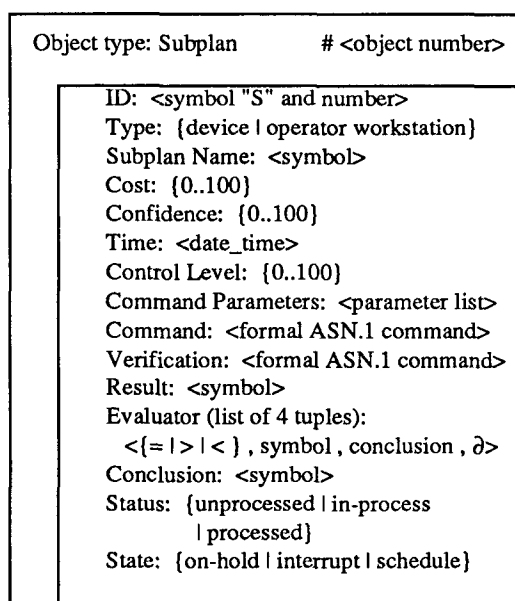 Object type: Subplan # <object number>
ID: <symbol "S" and number>
Type: {device | operator workstation}
Subplan Name: <symbol>
Cost: {0..100}
Confidence: {0..100}
Time: <date_time>
Control Level: {0..100}
Command Parameters: <parameter list>
Command: <formal ASN.1 command>
Verification: <formal ASN.1 command>
Result: <symbol>
Evaluator (list of 4 tuples):
<{= | > | < } , symbol , conclusion , ∂>
Conclusion: <symbol>
Status: {unprocessed | in-process
| processed}
State: {on-hold | interrupt | schedule}